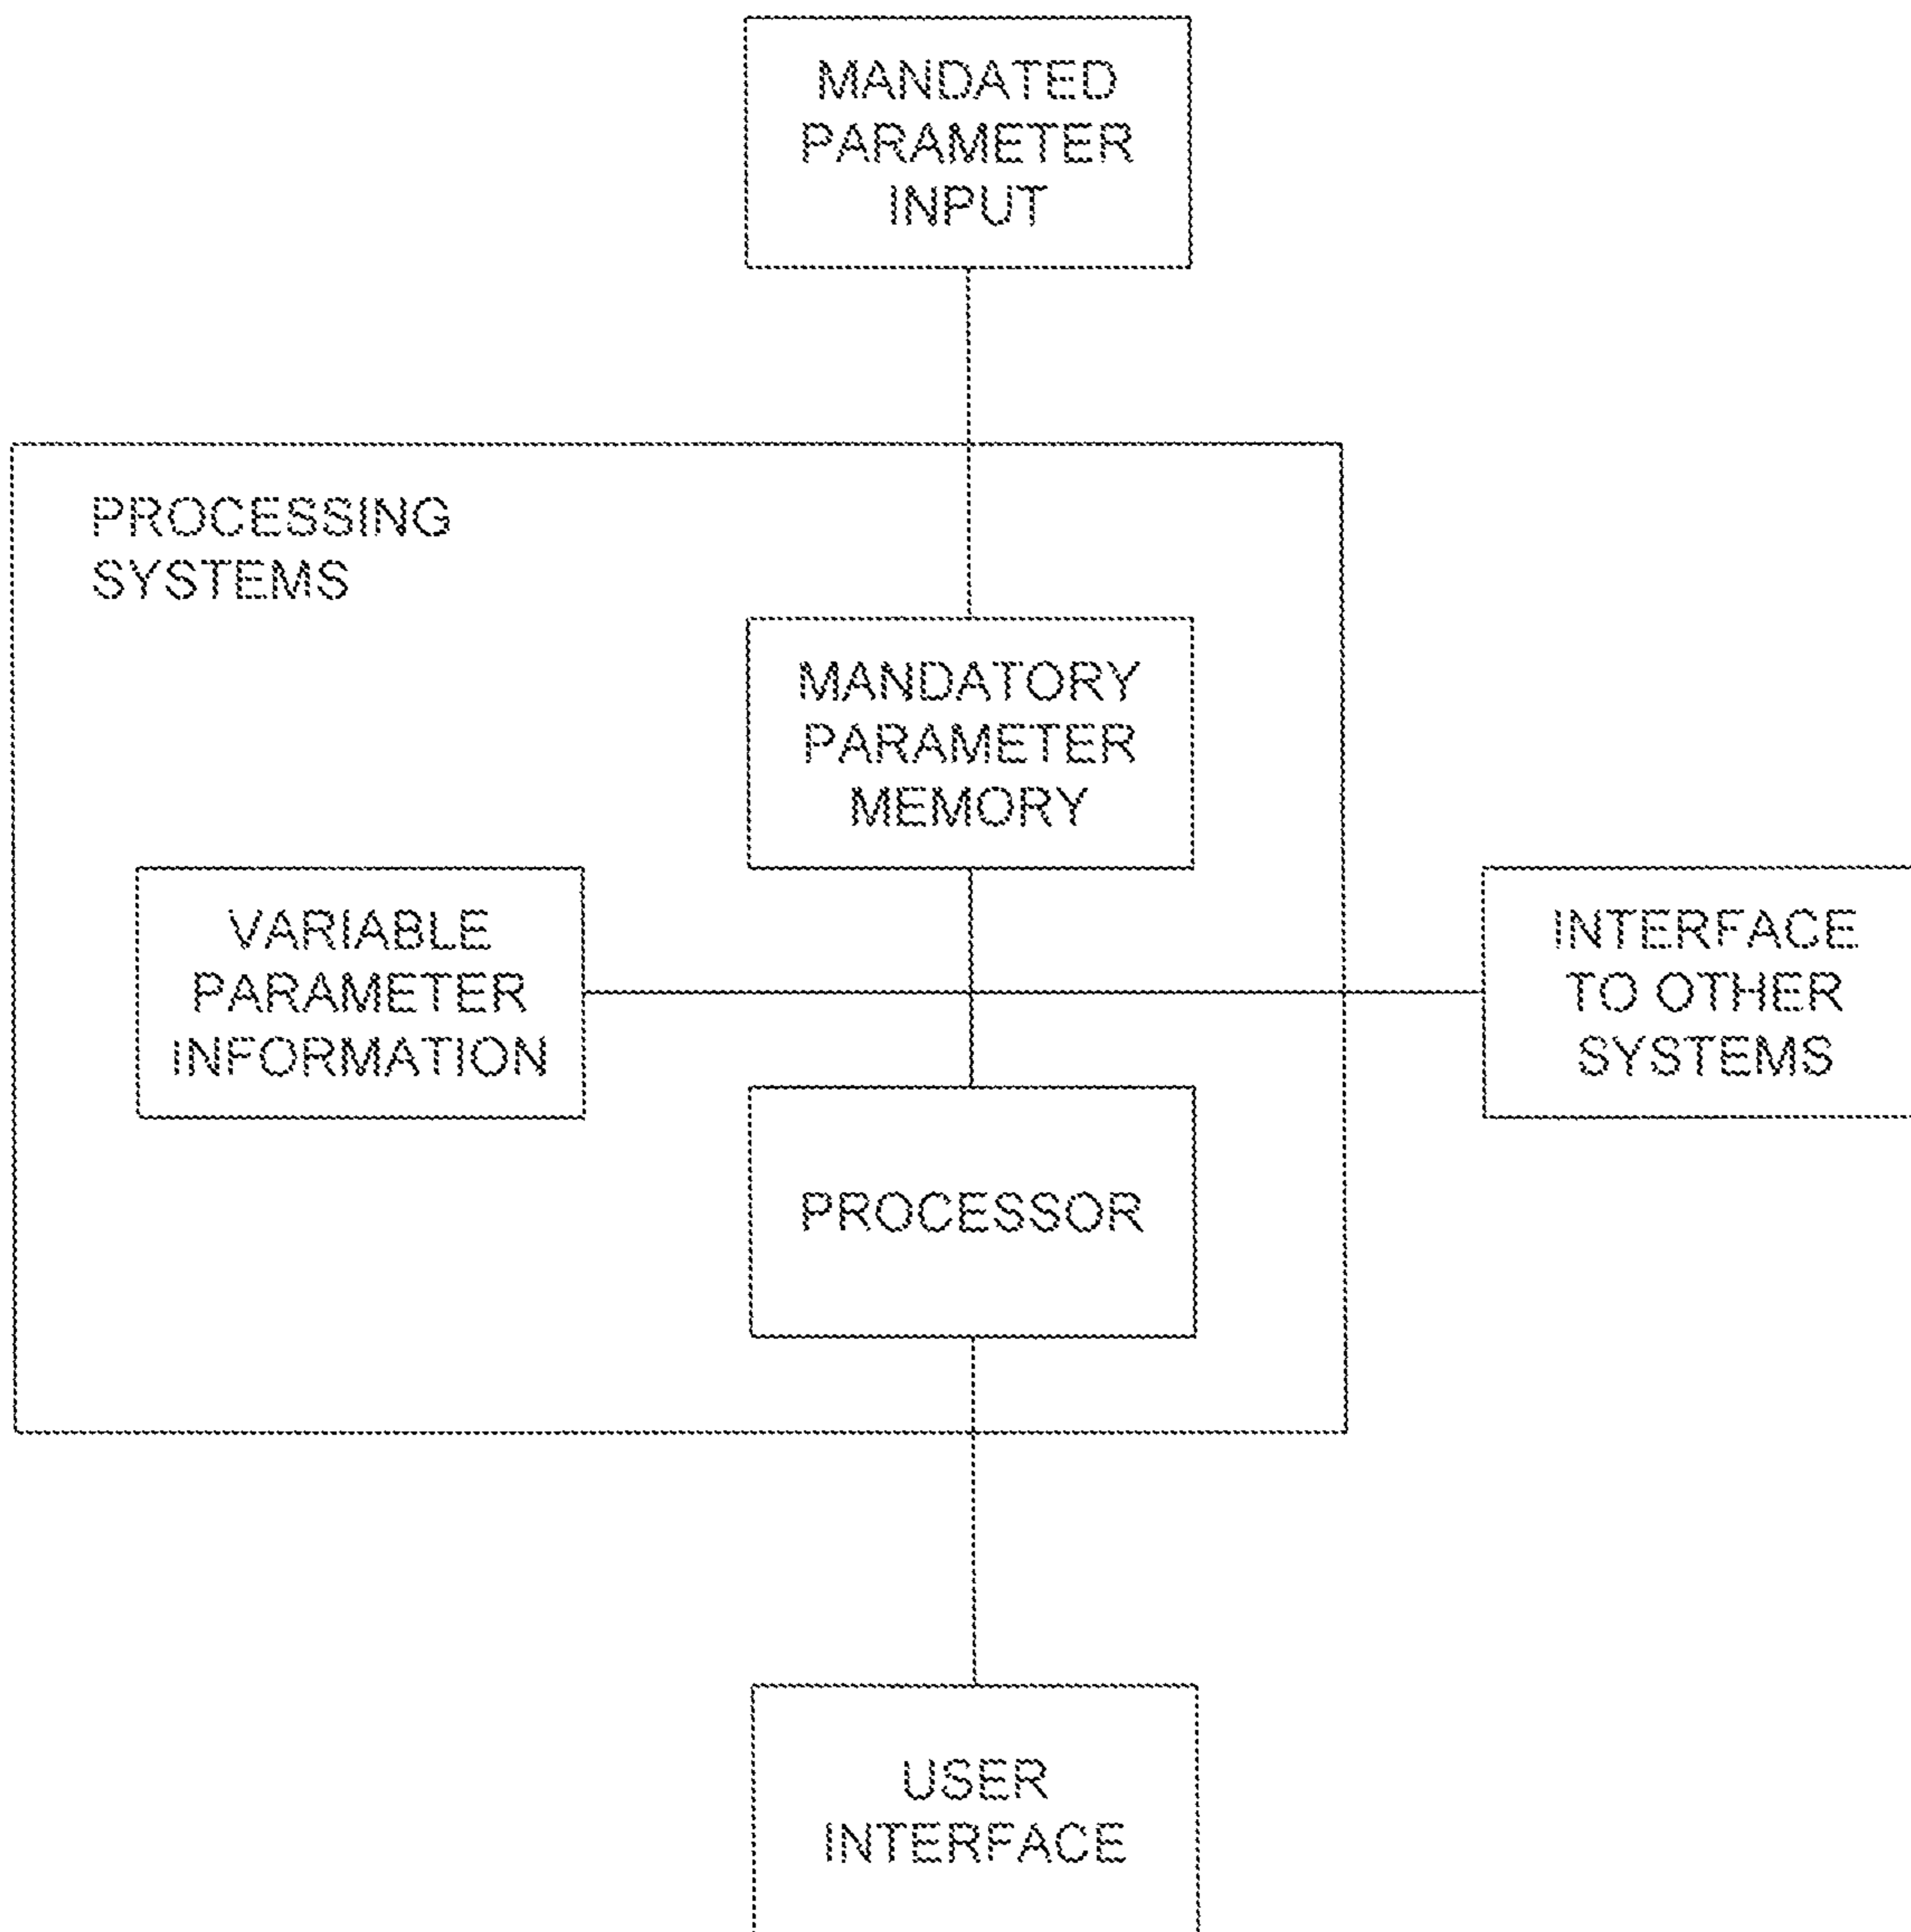 MANDATED
PARAMETER
INPUT
PROCESSING
SYSTEMS
MANDATORY
PARAMETER
MEMORY
VARIABLE
PARAMETER
INFORMATION
INTERFACE
TO OTHER
SYSTEMS
PROCESSOR
USER
INTERFACE